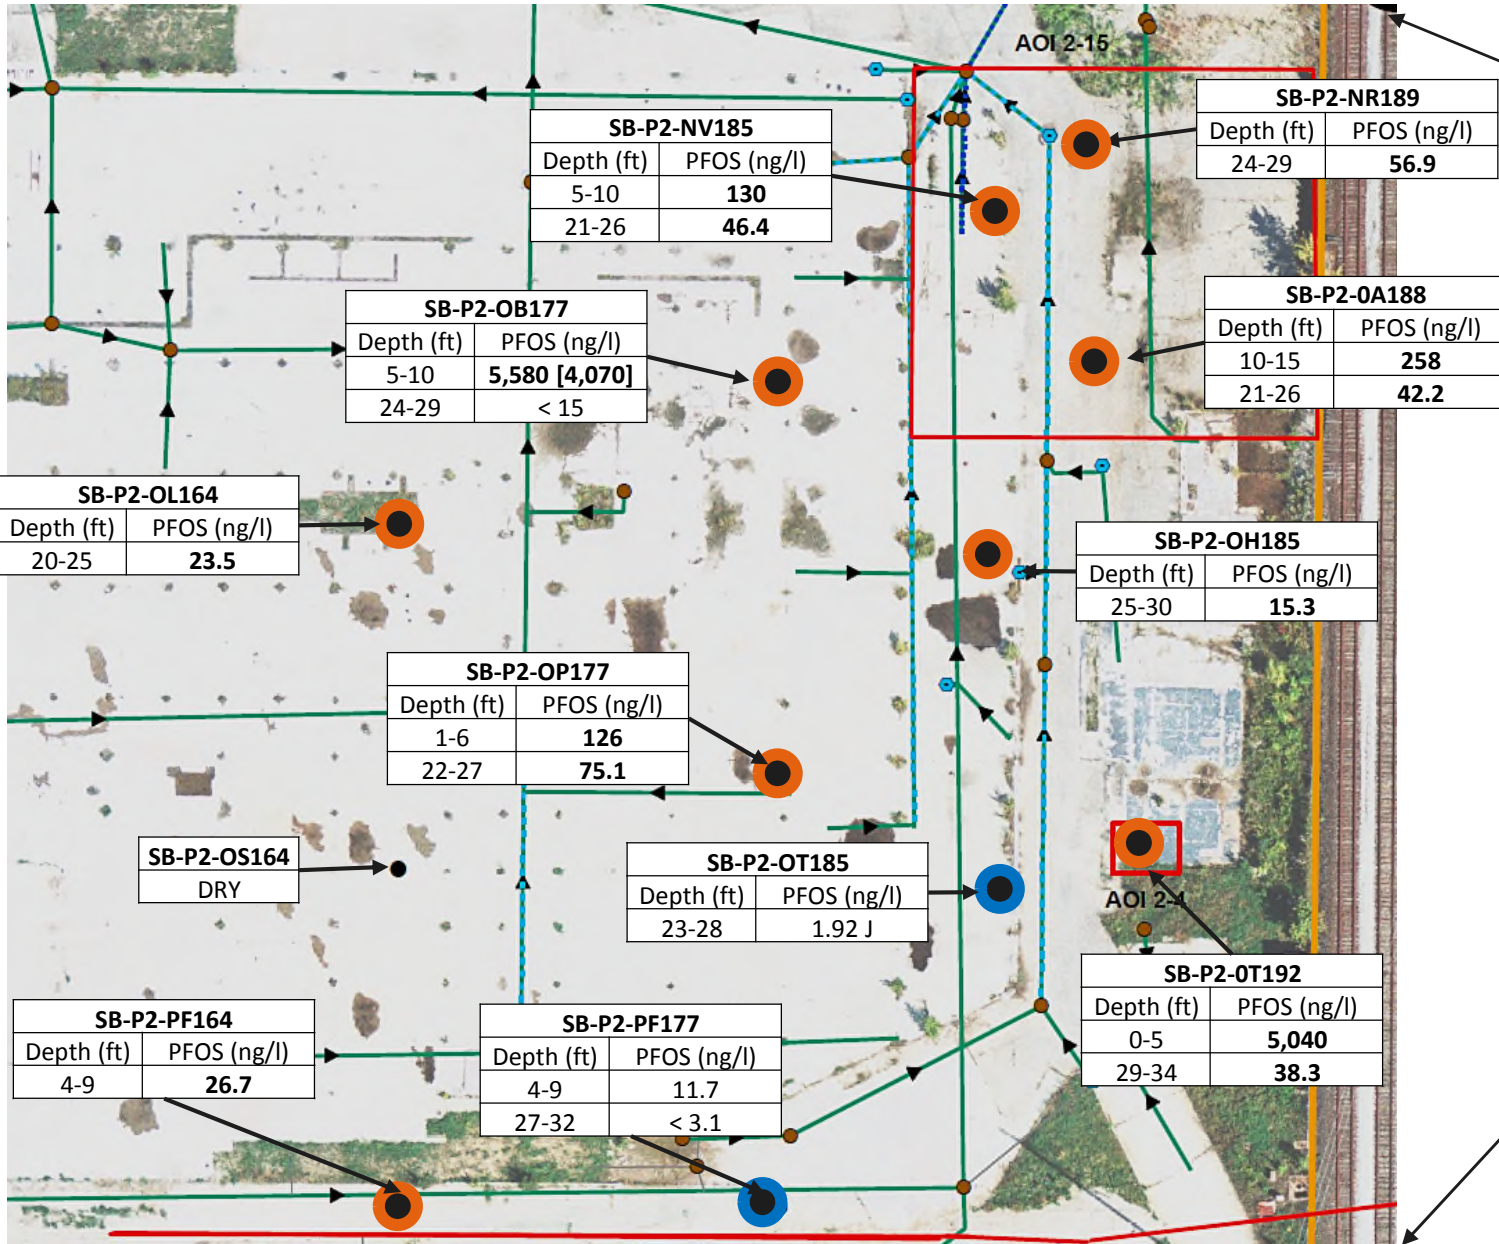 AOI 2-15
SB-P2-NR189
Depth (ft) PFOS (ng/l)
24-29 56.9
SB-P2-NV185
Depth (ft) PFOS (ng/l)
5-10 130
21-26 46.4
SB-P2-0A188
Depth (ft) PFOS (ng/l)
10-15 258
21-26 42.2
SB-P2-OB177
Depth (ft) PFOS (ng/l)
5-10 5,580 [4,070]
24-29 < 15
SB-P2-OL164
Depth (ft) PFOS (ng/l)
20-25 23.5
SB-P2-OH185
Depth (ft) PFOS (ng/l)
25-30 15.3
SB-P2-OP177
Depth (ft) PFOS (ng/l)
1-6 126
22-27 75.1
SB-P2-OS164
DRY
SB-P2-OT185
Depth (ft) PFOS (ng/l)
23-28 1.92 J
AOI 2-4
SB-P2-0T192
Depth (ft) PFOS (ng/l)
0-5 5,040
29-34 38.3
SB-P2-PF164
Depth (ft) PFOS (ng/l)
4-9 26.7
SB-P2-PF177
Depth (ft) PFOS (ng/l)
4-9 11.7
27-32 < 3.1